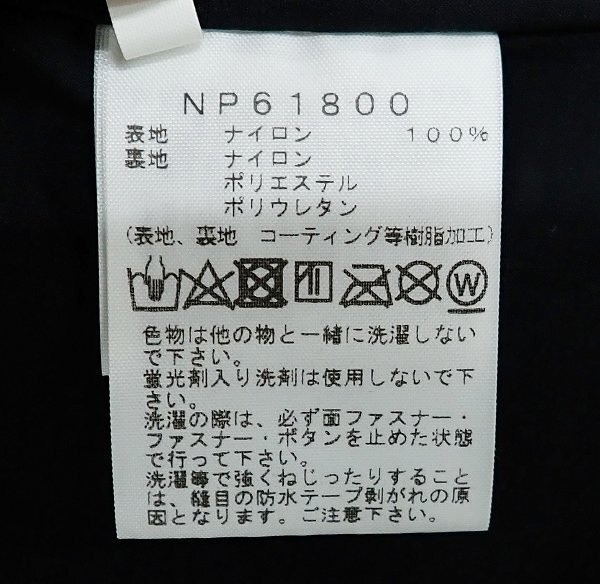 NP61800
表地 ナイロン 100%
裏地 ナイロン
ポリエステル
ポリウレタン
(表地、裏地 コーティング等樹脂加工)
W
色物は他の物と一緒に洗濯しない
で下さい。
蛍光剤入り洗剤は使用しないで下
さい。
洗濯の際は、必ず面ファスナー・
ファスナー・ボタンを止めた状態
で行って下さい。
洗濯等で強くねじったりすること
は、縫目の防水テープ剥がれの原
因となります。ご注意下さい。